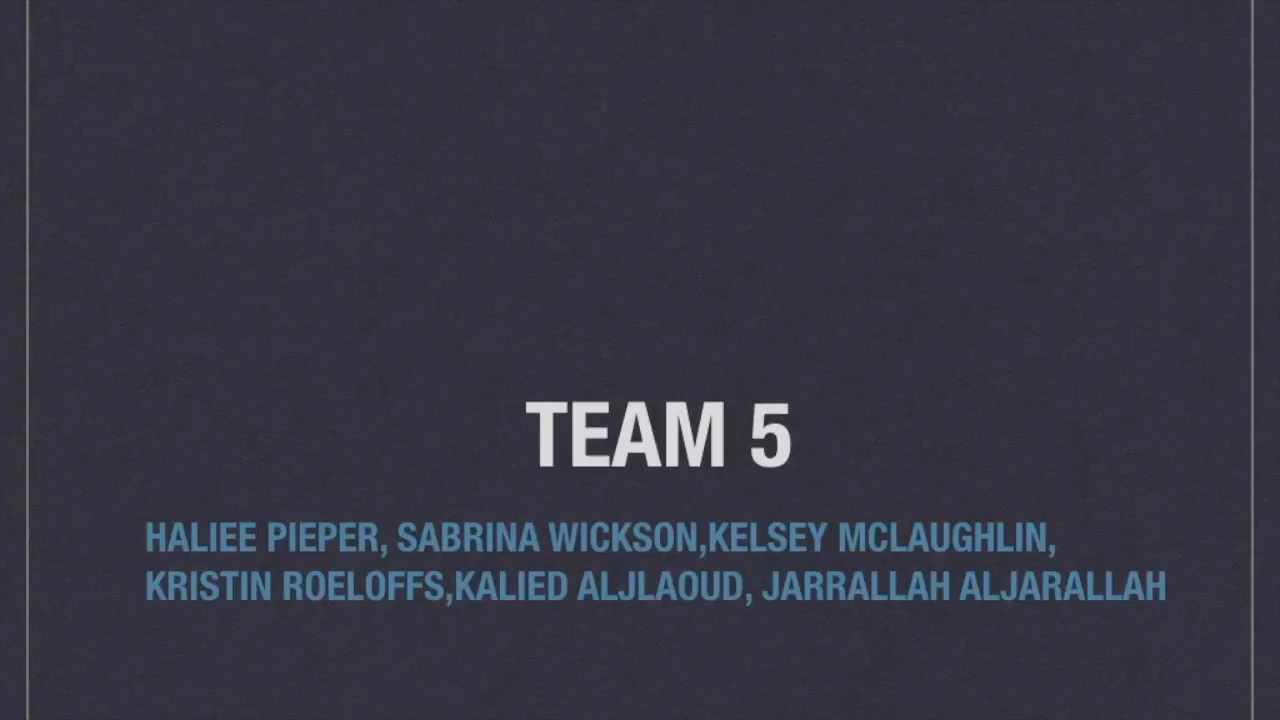 TEAM 5
HALIEE PIEPER, SABRINA WICKSON,KELSEY MCLAUGHLIN,
KRISTIN ROELOFFS,KALIED ALJLAOUD, JARRALLAH ALJARALLAH